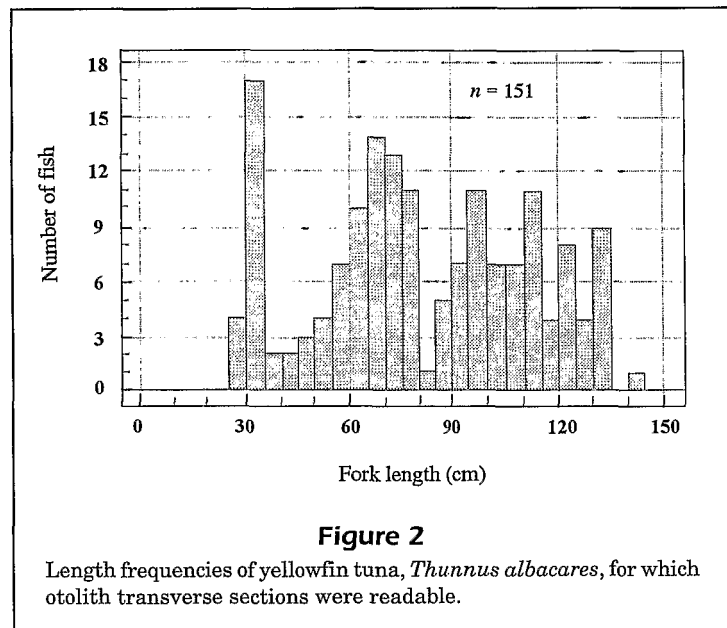 18
15
12
9
6
3
0
Number of fish
n = 151
0 30 60 90 120 150
Fork length (cm)
Figure 2
Length frequencies of yellowfin tuna, Thunnus albacares, for which
otolith transverse sections were readable.